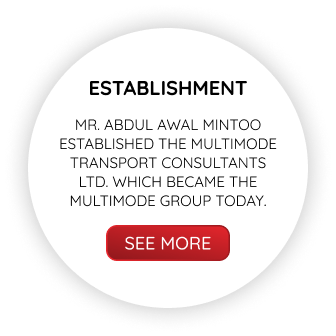 ESTABLISHMENT
MR. ABDUL AWAL MINTOO
ESTABLISHED THE MULTIMODE
TRANSPORT CONSULTANTS
LTD. WHICH BECAME THE
MULTIMODE GROUP TODAY.
SEE MORE